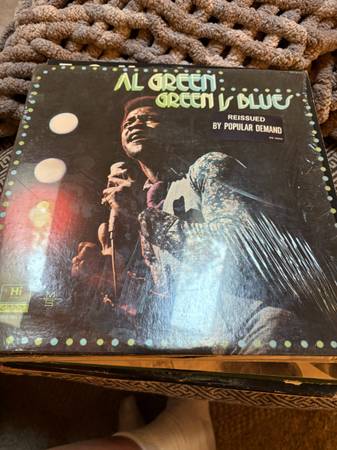 AL GREEN
GREEN IS BLUES
REISSUED
BY POPULAR DEMAND
Hi